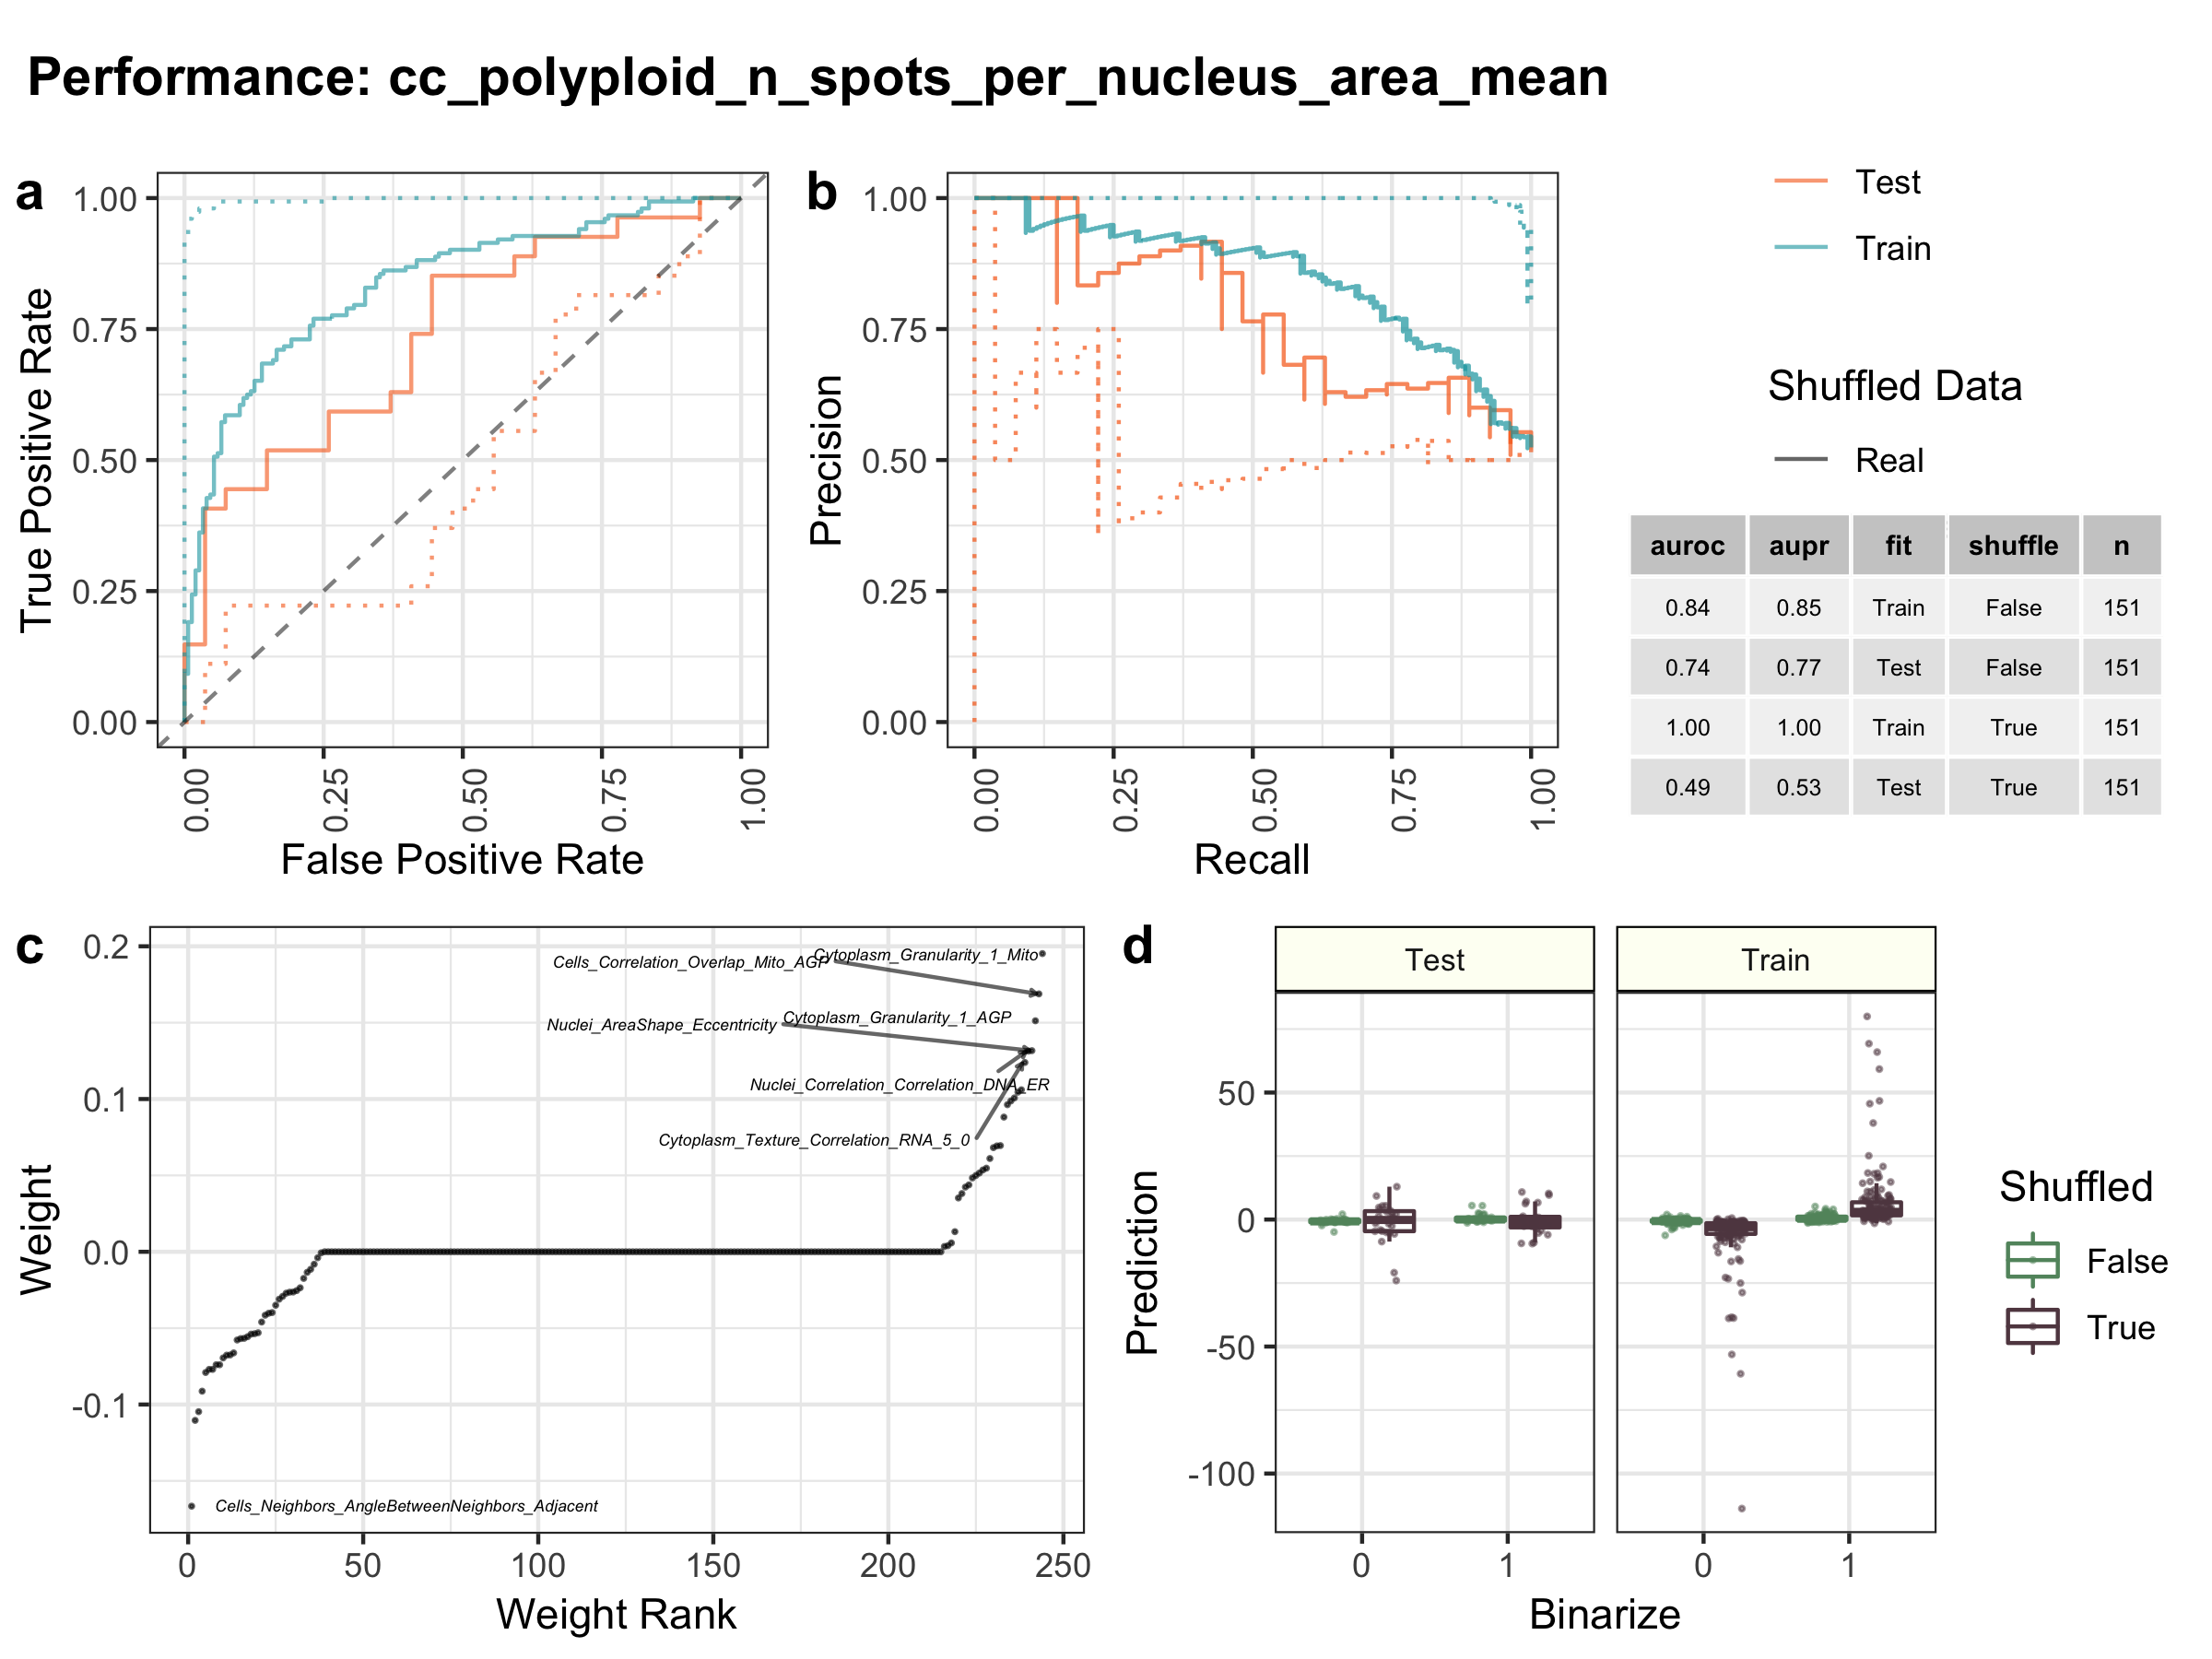 Performance: cc_polyploid_n_spots_per_nucleus_area_mean
a
True Positive Rate
1.00
0.75
0.50
0.25
0.00
0.00
0.25
0.50
0.75
1.00
False Positive Rate
b
Precision
1.00
0.75
0.50
0.25
0.00
0.00
0.25
0.50
0.75
1.00
Recall
Test
Train
Shuffled Data
Real
auroc aupr fit shuffle n
0.84 0.85 Train False 151
0.74 0.77 Test False 151
1.00 1.00 Train True 151
0.49 0.53 Test True 151
c
Weight
0.2
0.1
0.0
-0.1
Cytoplasm_Granularity_1_Mito
Cells_Correlation_Overlap_Mito_AGP
Cytoplasm_Granularity_1_AGP
Nuclei_AreaShape_Eccentricity
Nuclei_Correlation_Correlation_DNA_ER
Cytoplasm_Texture_Correlation_RNA_5_0
Cells_Neighbors_AngleBetweenNeighbors_Adjacent
0
50
100
150
200
250
Weight Rank
d
Test
Train
Prediction
50
0
-50
-100
0
1
0
1
Binarize
Shuffled
False
True